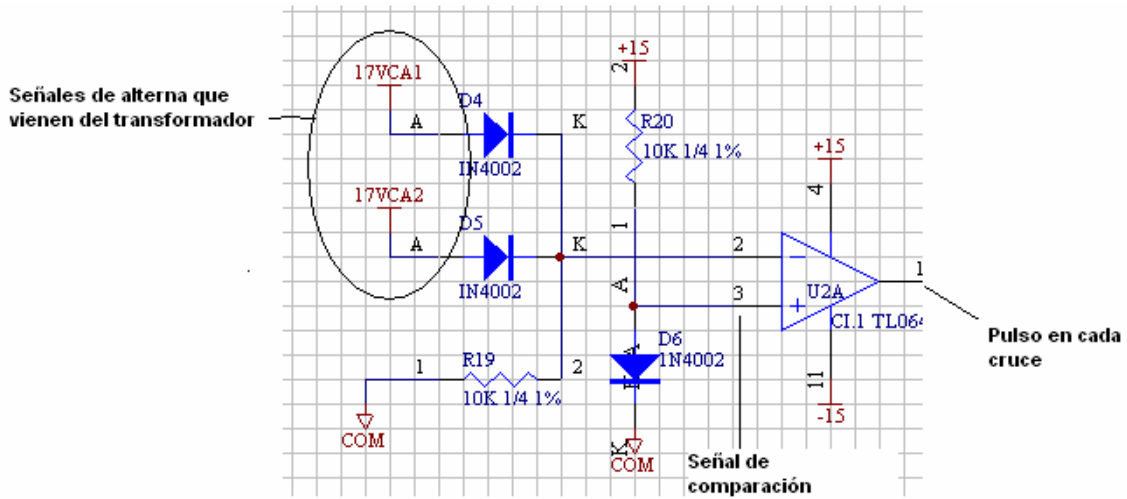 Señales de alterna que
vienen del transformador
17VCA1
A
D4
K
IN4002
17VCA2
A
D5
K
IN4002
+15
2
R20
10K 1/4 1%
1
A
+15
4
2
−
3
+
1
U2A
CI.1 TL064
11
-15
Pulso en cada
cruce
D6
1N4002
A
K
COM
R19
1
2
10K 1/4 1%
COM
Señal de
comparación